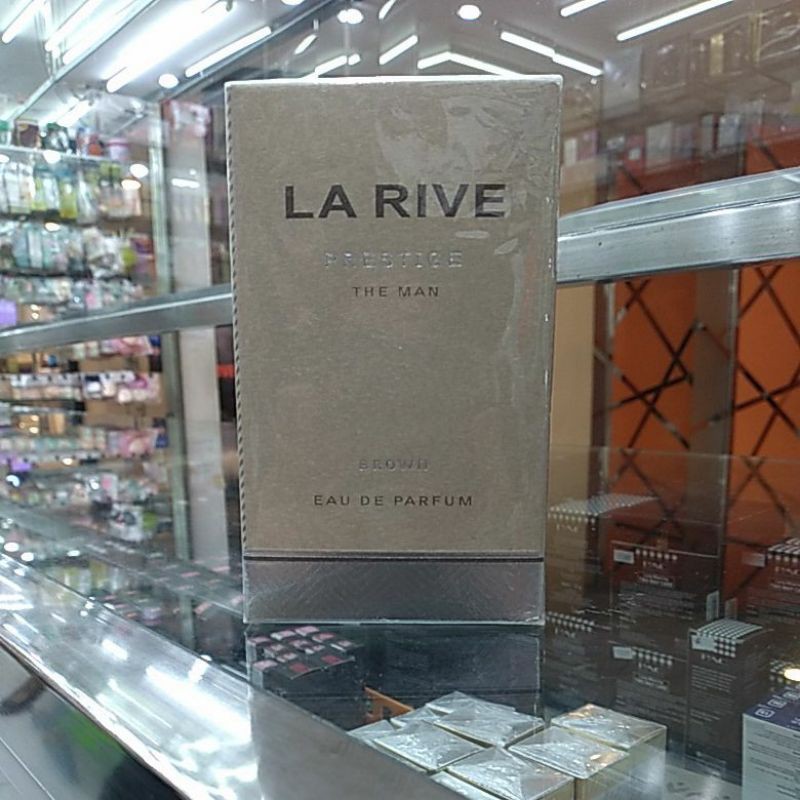 LA RIVE
PRESTIGE
THE MAN
BROWN
EAU DE PARFUM